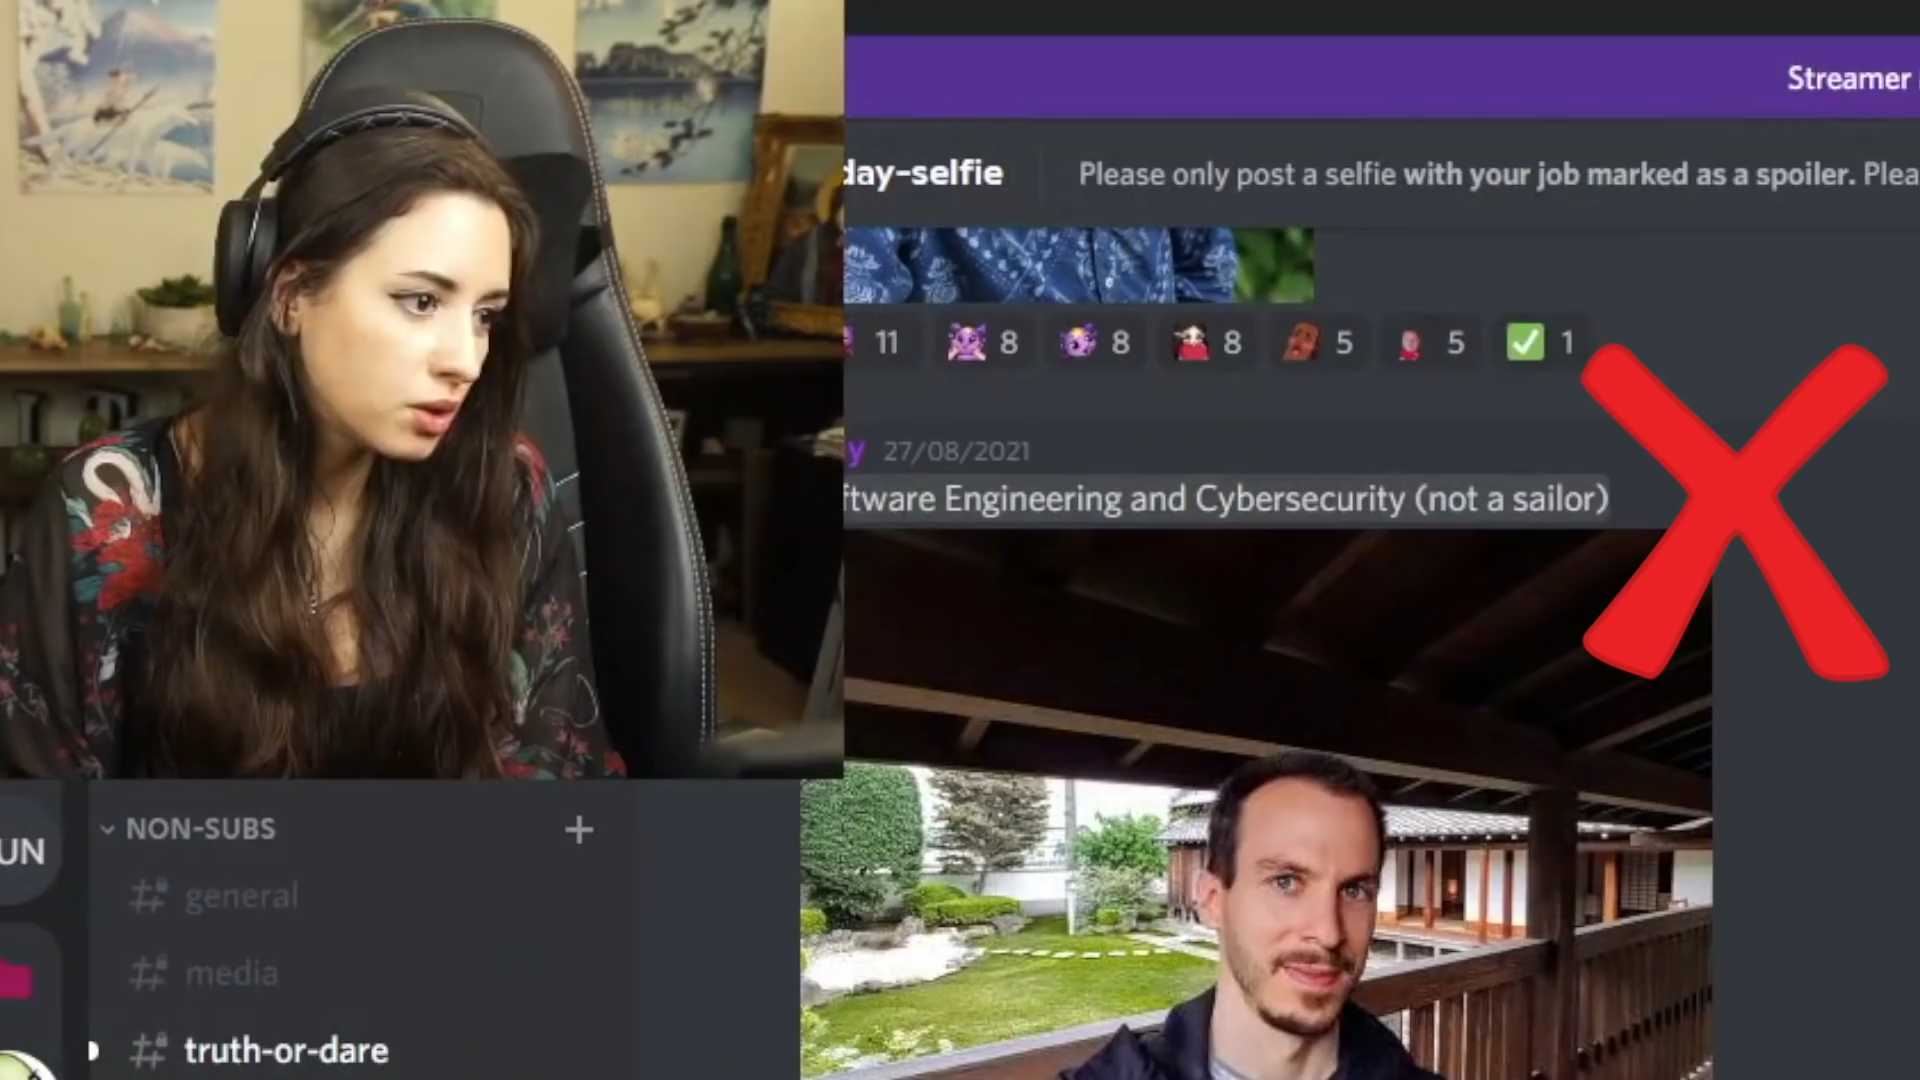 Streamer
day-selfie
Please only post a selfie with your job marked as a spoiler. Plea
11 8 8 8 5 5 1
y 27/08/2021
ftware Engineering and Cybersecurity (not a sailor)
UN
NON-SUBS
general
media
truth-or-dare